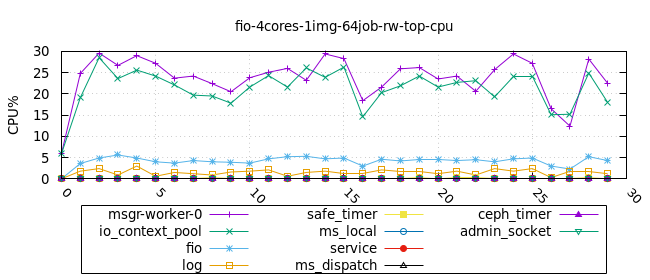 fio-4cores-1img-64job-rw-top-cpu
CPU%
30
25
20
15
10
5
0
0 5 10 15 20 25 30
msgr-worker-0 safe_timer ceph_timer
io_context_pool ms_local admin_socket
fio service
log ms_dispatch